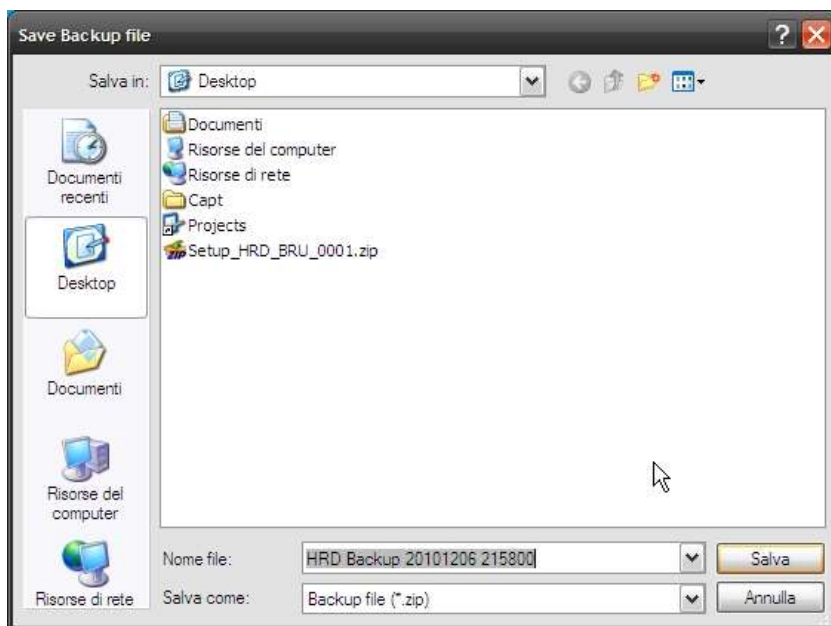 Save Backup file
Salva in: Desktop
Documenti recenti
Desktop
Documenti
Risorse del computer
Risorse di rete
Documenti
Risorse del computer
Risorse di rete
Capt
Projects
Setup_HRD_BRU_0001.zip
Nome file: HRD Backup 20101206 215800 Salva
Salva come: Backup file (*.zip) Annulla